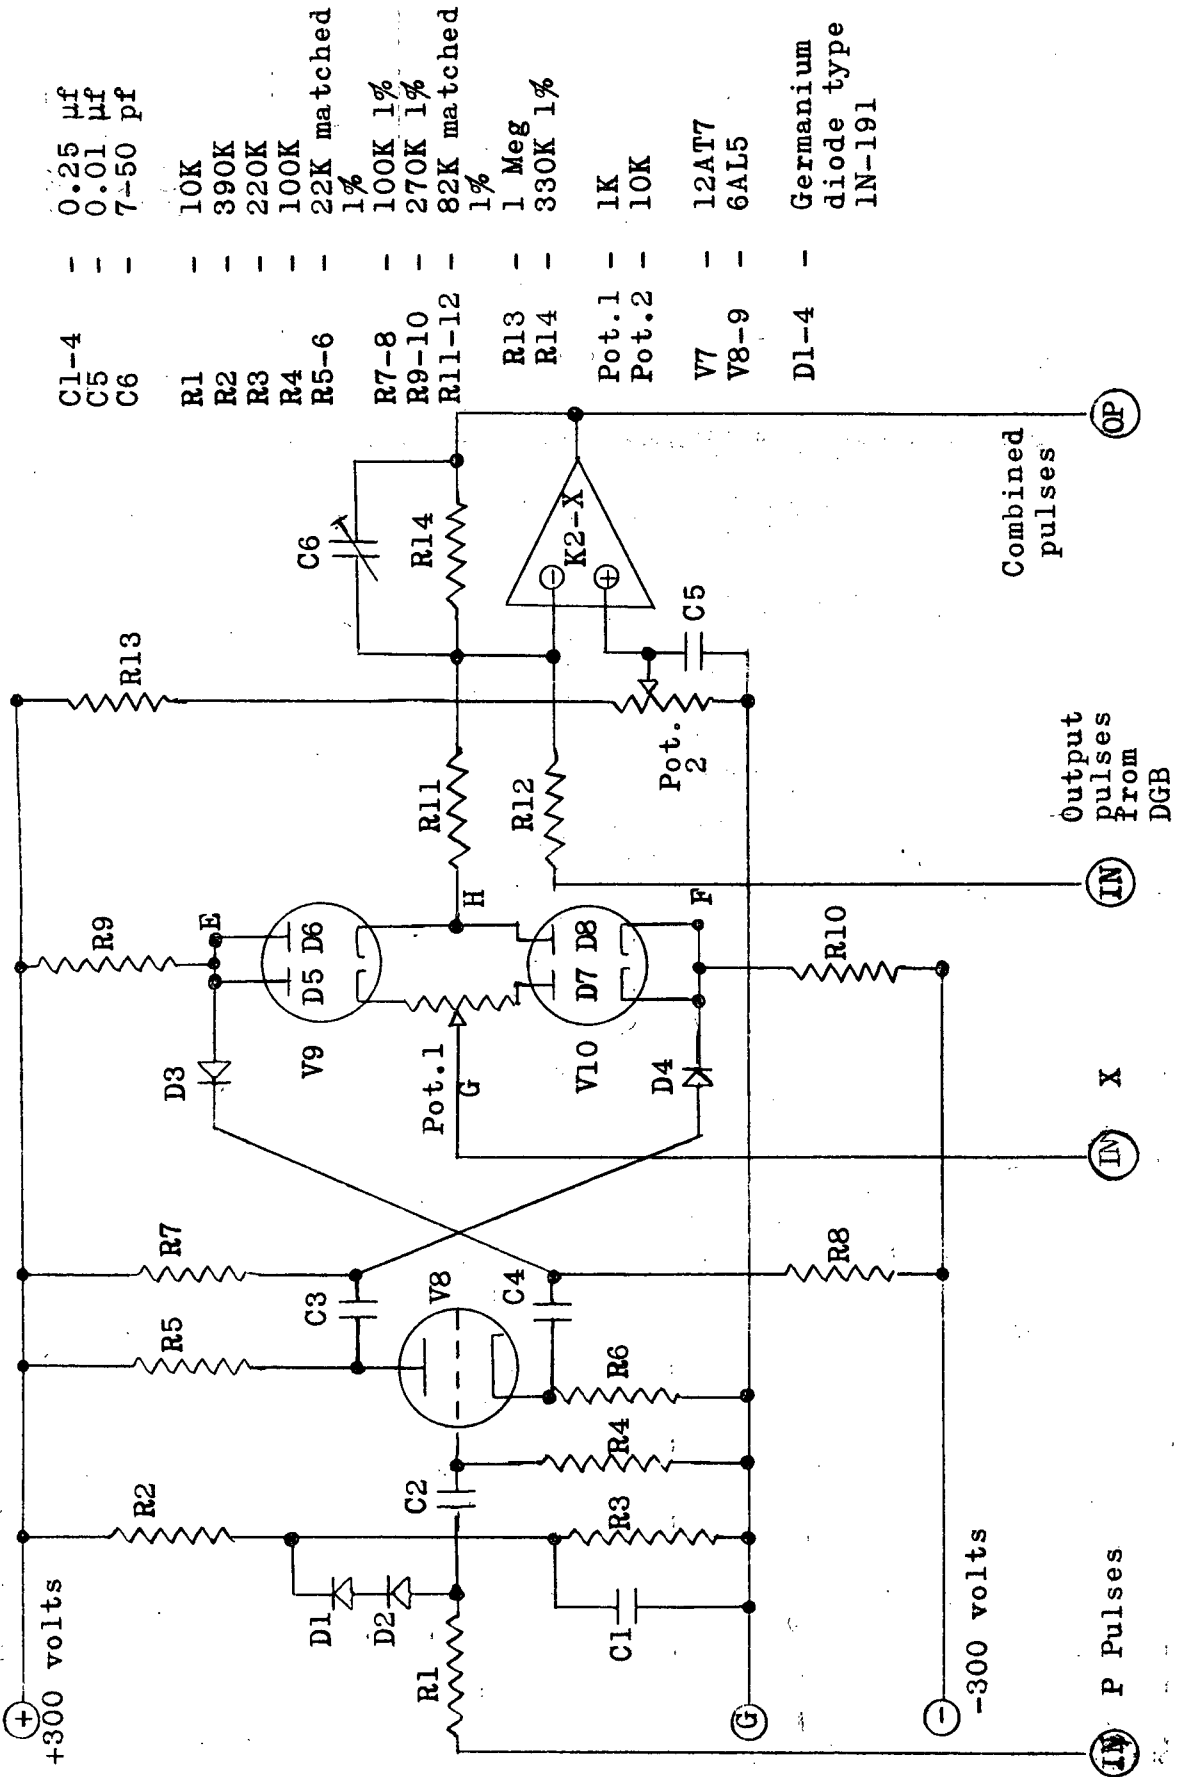 C1-4 - 0.25 µf
C5 - 0.01 µf
C6 - 7-50 pf
R1 - 10K
R2 - 390K
R3 - 220K
R4 - 100K
R5-6 - 22K matched
1%
R7-8 - 100K 1%
R9-10 - 270K 1%
R11-12 - 82K matched
1%
R13 - 1 Meg
R14 - 330K 1%
Pot.1 - 1K
Pot.2 - 10K
V7 - 12AT7
V8-9 - 6AL5
D1-4 - Germanium
diode type
1N-191
+
+300 volts
R2
R5
R7
R9
R13
D1
D2
R1
C2
C1
R3
R4
R6
V8
C3
C4
R8
D3
E
D5 D6
V9
Pot.1
G
H
V10
D7 D8
D4
F
R10
R11
R12
C6
R14
K2-X
-
+
C5
Pot.
2
G
-
-300 volts
IN
P Pulses
IN
X
IN
Output
pulses
from
DGB
Combined
pulses
OP